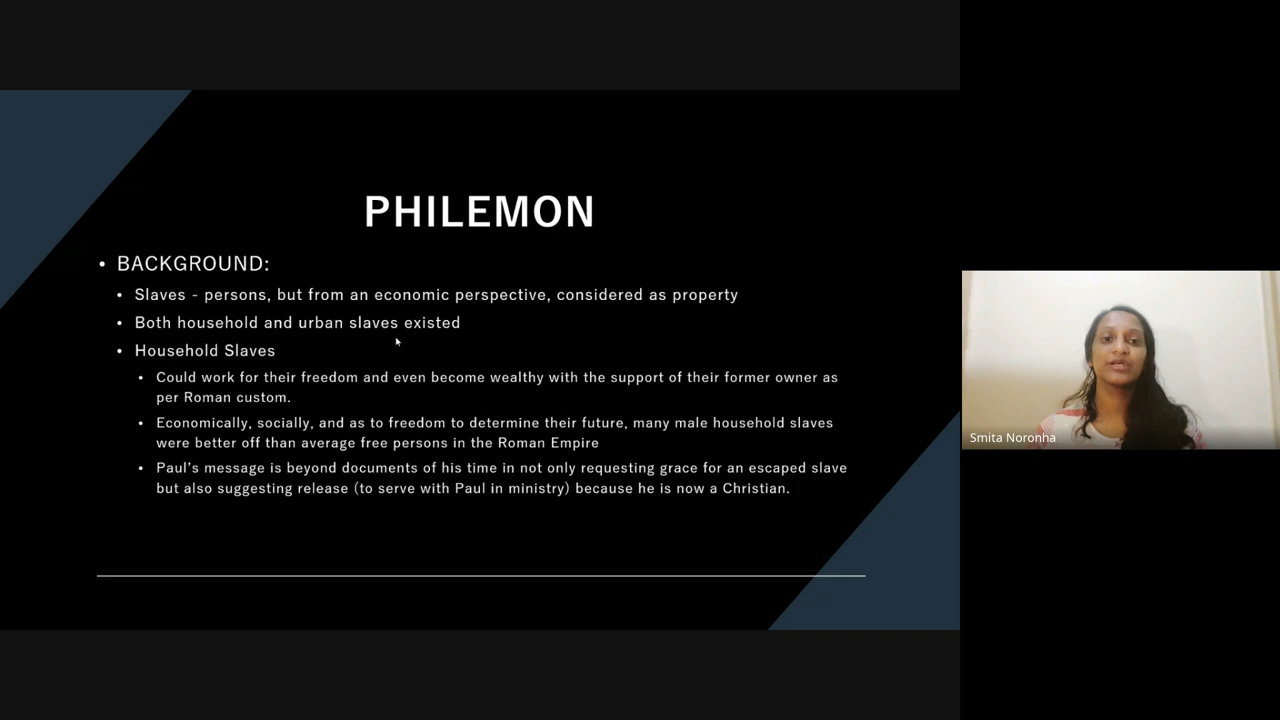 PHILEMON
• BACKGROUND:
• Slaves - persons, but from an economic perspective, considered as property
• Both household and urban slaves existed
• Household Slaves
• Could work for their freedom and even become wealthy with the support of their former owner as
per Roman custom.
• Economically, socially, and as to freedom to determine their future, many male household slaves
were better off than average free persons in the Roman Empire
• Paul's message is beyond documents of his time in not only requesting grace for an escaped slave
but also suggesting release (to serve with Paul in ministry) because he is now a Christian.
Smita Noronha